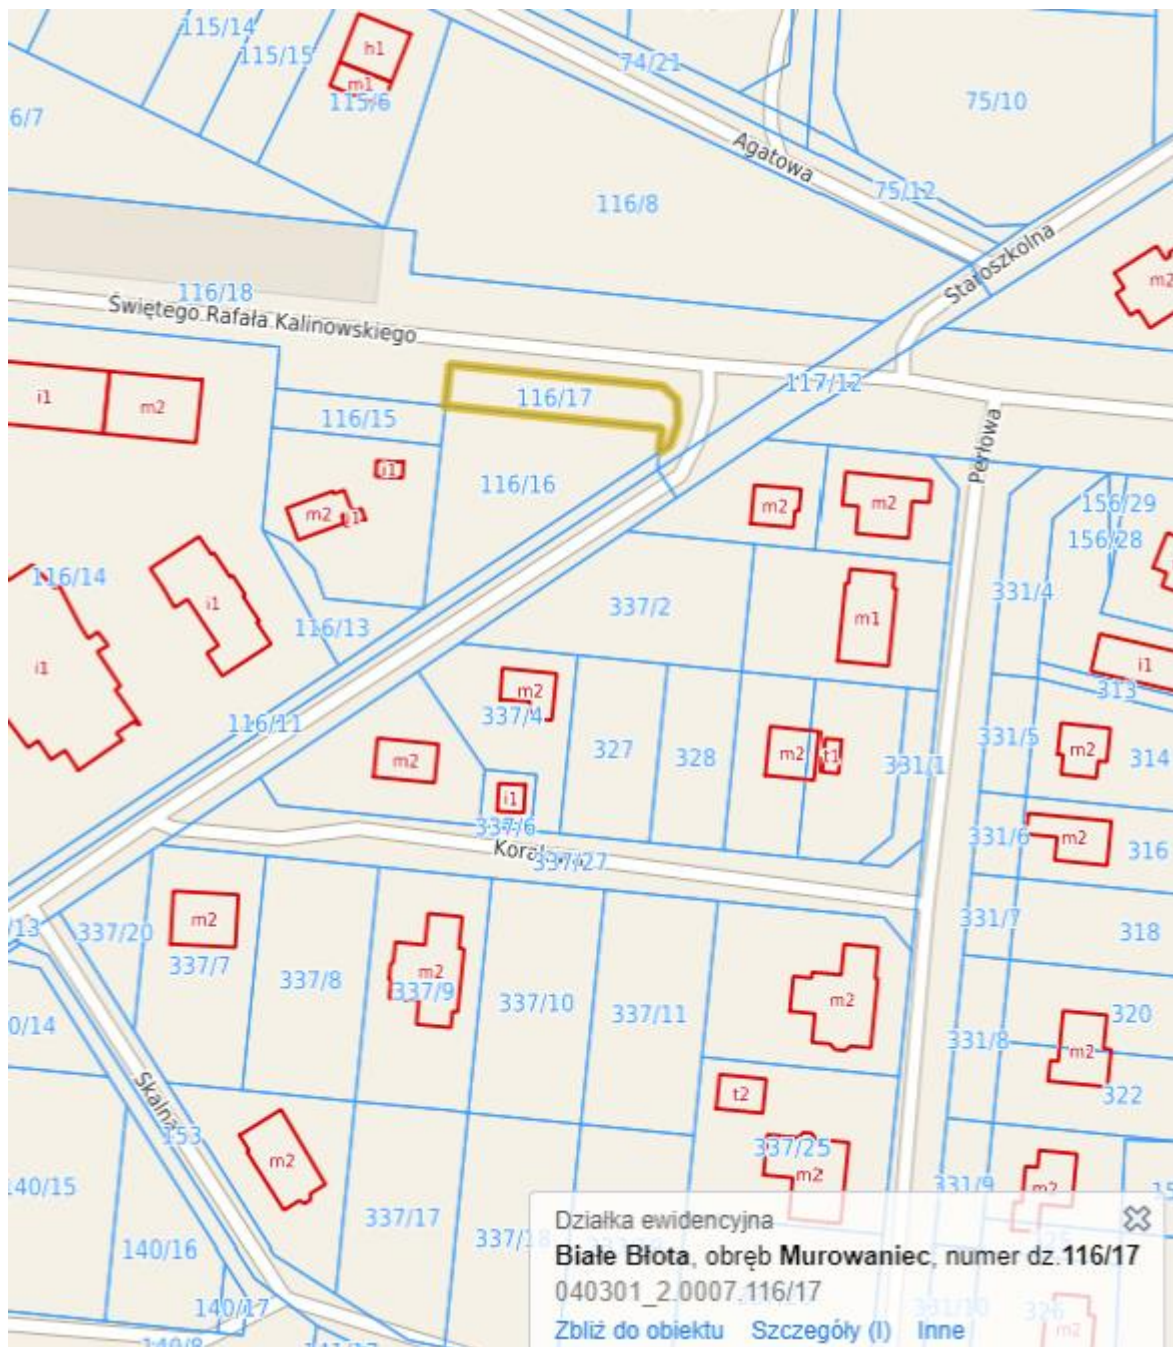 115/14
h1
115/15
74/21
m1
115/6
75/10
6/7
Agatowa
75/12
116/8
Staroszkolna
m2
116/18
Świętego Rafała Kalinowskiego
117/12
i1
m2
116/17
116/15
Perłowa
i1
116/16
m2
m2
m2
156/29
156/28
116/14
331/4
i1
337/2
m1
116/13
i1
i1
313
m2
337/4
116/11
331/5
m2
314
327
328
m2
t1
331/1
m2
i1
337/6
331/6
m2
316
337/27
331/7
m2
337/20
318
/13
337/7
m2
337/9
337/8
337/10
337/11
m2
320
0/14
331/8
m2
t2
322
Skalna
153
337/25
m2
m2
140/15
331/9
m2
337/17
140/16
337/18
140/17
Działka ewidencyjna
Białe Błota, obręb Murowaniec, numer dz.116/17
040301_2.0007.116/17
331/10
326
m2
Zbliż do obiektu Szczegóły (I) Inne